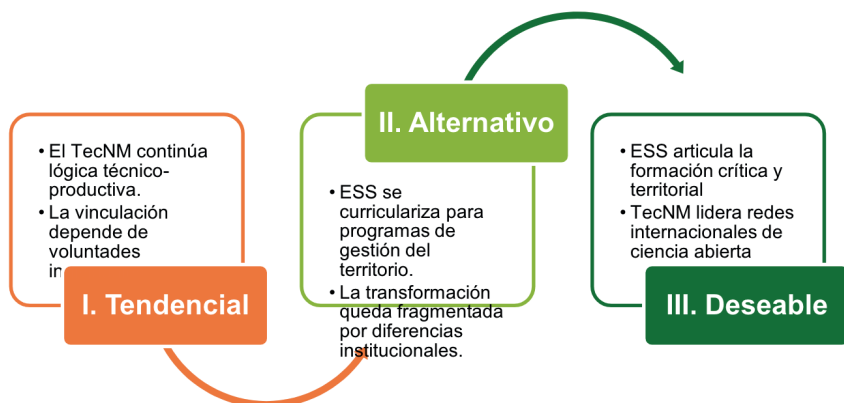 • El TecNM continúa
lógica técnico-
productiva.
• La vinculación
depende de
voluntades
I. Tendencial
II. Alternativo
• ESS se
curriculariza para
programas de
gestión del
territorio.
• La transformación
queda fragmentada
por diferencias
institucionales.
• ESS articula la
formación crítica y
territorial
• TecNM lidera redes
internacionales de
ciencia abierta
III. Deseable